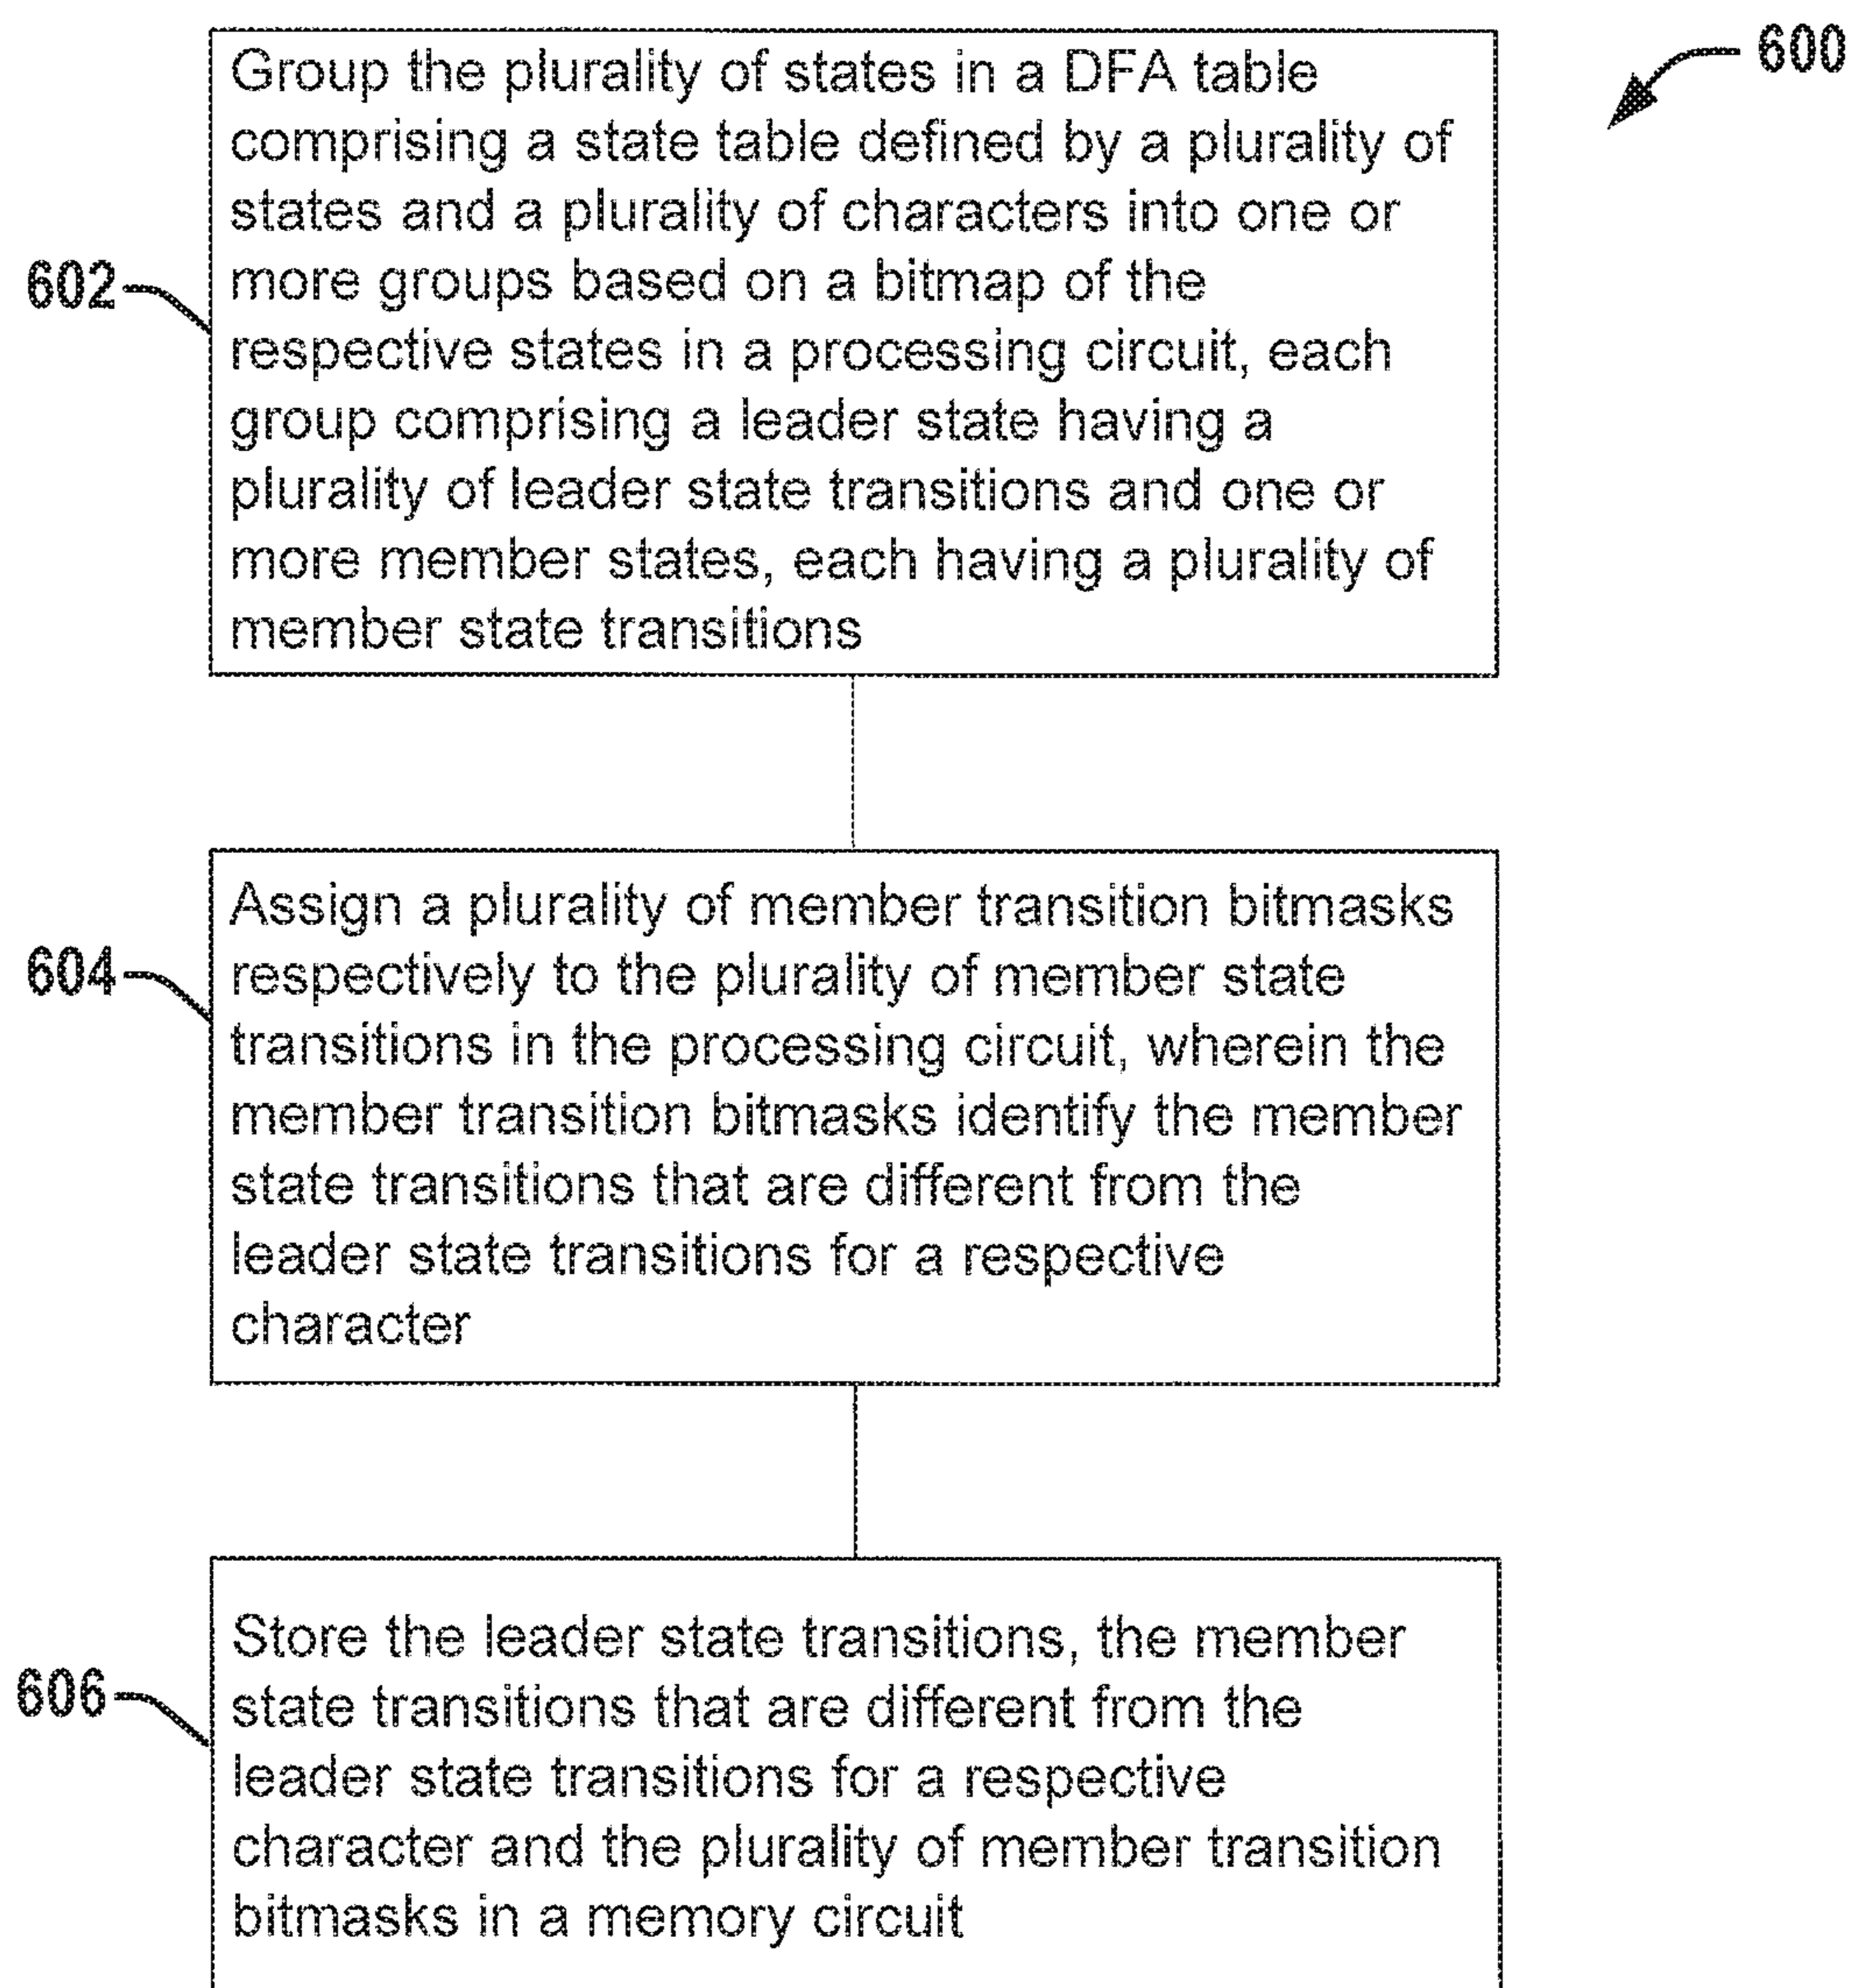 600
Group the plurality of states in a DFA table
comprising a state table defined by a plurality of
states and a plurality of characters into one or
more groups based on a bitmap of the
602
respective states in a processing circuit, each
group comprising a leader state having a
plurality of leader state transitions and one or
more member states, each having a plurality of
member state transitions
Assign a plurality of member transition bitmasks
604
respectively to the plurality of member state
transitions in the processing circuit, wherein the
member transition bitmasks identify the member
state transitions that are different from the
leader state transitions for a respective
character
Store the leader state transitions, the member
606
state transitions that are different from the
leader state transitions for a respective
character and the plurality of member transition
bitmasks in a memory circuit